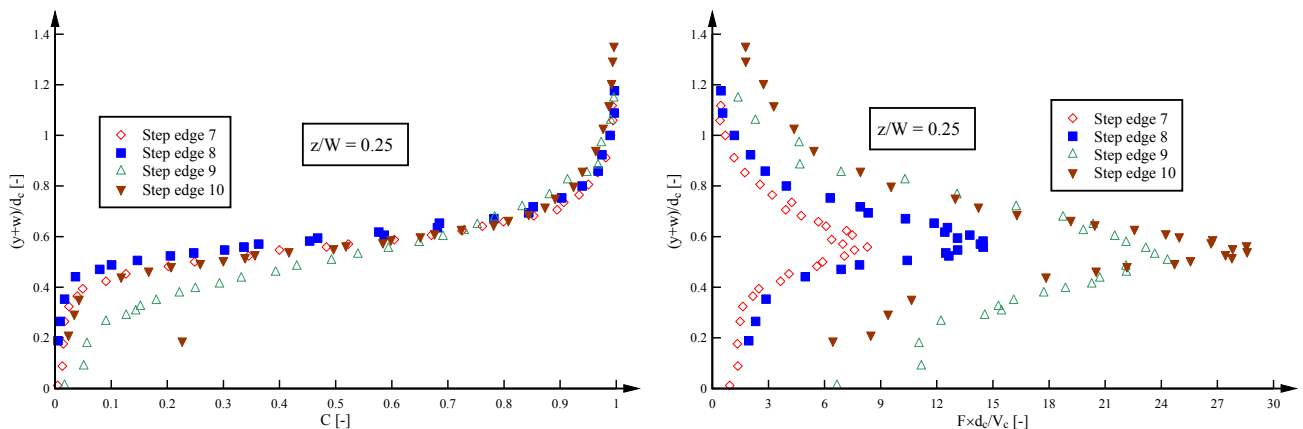 1.4
1.2
1
0.8
0.6
0.4
0.2
0
(y+w)/d_c [-]
Step edge 7
Step edge 8
Step edge 9
Step edge 10
z/W = 0.25
0 0.1 0.2 0.3 0.4 0.5 0.6 0.7 0.8 0.9 1
C [-]
1.4
1.2
1
0.8
0.6
0.4
0.2
0
(y+w)/d_c [-]
z/W = 0.25
Step edge 7
Step edge 8
Step edge 9
Step edge 10
0 3 6 9 12 15 18 21 24 27 30
F×d_c/V_c [-]